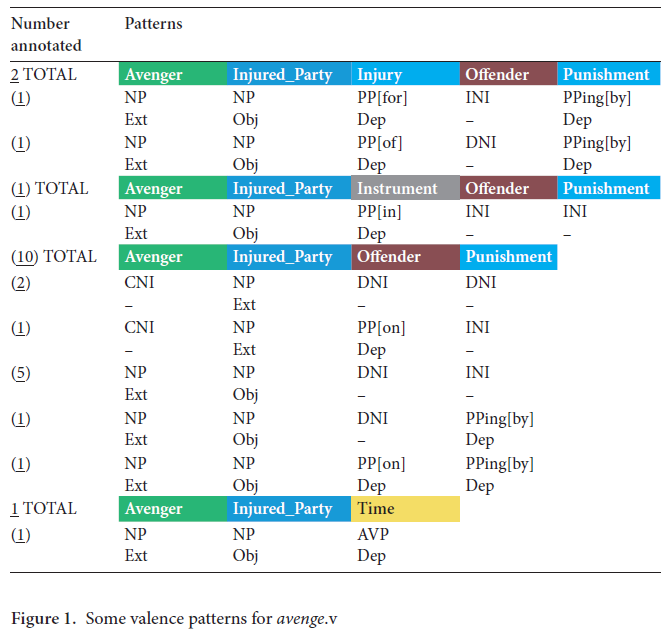 Number Patterns
annotated
2 TOTAL Avenger Injured_Party Injury Offender Punishment
(1) NP NP PP[for] INI PPing[by]
Ext Obj Dep – Dep
(1) NP NP PP[of] DNI PPing[by]
Ext Obj Dep – Dep
(1) TOTAL Avenger Injured_Party Instrument Offender Punishment
(1) NP NP PP[in] INI INI
Ext Obj Dep – –
(10) TOTAL Avenger Injured_Party Offender Punishment
(2) CNI NP DNI DNI
– Ext – –
(1) CNI NP PP[on] INI
– Ext Dep –
(5) NP NP DNI INI
Ext Obj – –
(1) NP NP DNI PPing[by]
Ext Obj – Dep
(1) NP NP PP[on] PPing[by]
Ext Obj Dep Dep
1 TOTAL Avenger Injured_Party Time
(1) NP NP AVP
Ext Obj Dep
Figure 1. Some valence patterns for avenge.v